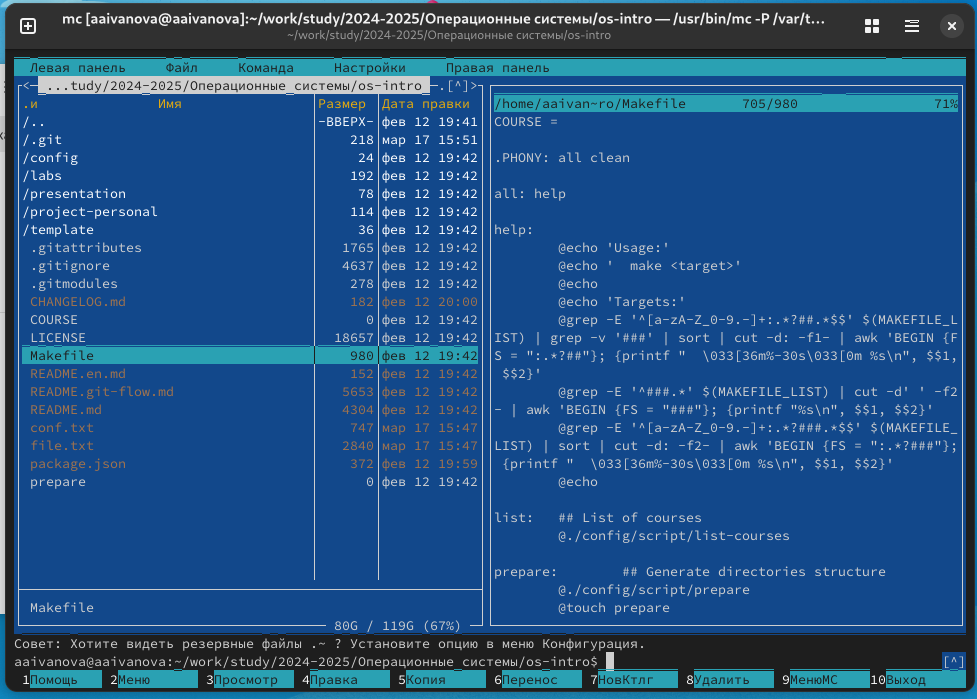 mc [aaivanova@aaivanova]:~/work/study/2024-2025/Операционные системы/os-intro — /usr/bin/mc -P /var/t…
~/work/study/2024-2025/Операционные системы/os-intro
Левая панель Файл Команда Настройки Правая панель
<— ...tudy/2024-2025/Операционные системы/os-intro —.[^]>
.и Имя Размер Дата правки
/.. -ВВЕРХ- фев 12 19:41
/.git 218 мар 17 15:51
/config 24 фев 12 19:42
/labs 192 фев 12 19:42
/presentation 78 фев 12 19:42
/project-personal 114 фев 12 19:42
/template 36 фев 12 19:42
.gitattributes 1765 фев 12 19:42
.gitignore 4637 фев 12 19:42
.gitmodules 278 фев 12 19:42
CHANGELOG.md 182 фев 12 20:00
COURSE 0 фев 12 19:42
LICENSE 18657 фев 12 19:42
Makefile 980 фев 12 19:42
README.en.md 152 фев 12 19:42
README.git-flow.md 5653 фев 12 19:42
README.md 4304 фев 12 19:42
conf.txt 747 мар 17 15:47
file.txt 2840 мар 17 15:47
package.json 372 фев 12 19:59
prepare 0 фев 12 19:42
Makefile
80G / 119G (67%)
/home/aaivan~ro/Makefile 705/980 71%
COURSE =
.PHONY: all clean
all: help
help:
@echo 'Usage:'
@echo '  make <target>'
@echo
@echo 'Targets:'
@grep -E '^[a-zA-Z_0-9.-]+:.*?##.*$$' $(MAKEFILE_L
IST) | grep -v '###' | sort | cut -d: -f1- | awk 'BEGIN {F
S = ":.*?##"}; {printf "  \033[36m%-30s\033[0m %s\n", $$1,
$$2}'
@grep -E '^###.*' $(MAKEFILE_LIST) | cut -d' ' -f2
- | awk 'BEGIN {FS = "###"}; {printf "%s\n", $$1, $$2}'
@grep -E '^[a-zA-Z_0-9.-]+:.*?###.*$$' $(MAKEFILE_
LIST) | sort | cut -d: -f2- | awk 'BEGIN {FS = ":.*?###"};
{printf "  \033[36m%-30s\033[0m %s\n", $$1, $$2}'
@echo
list:   ## List of courses
@./config/script/list-courses
prepare:        ## Generate directories structure
@./config/script/prepare
@touch prepare
Совет: Хотите видеть резервные файлы .~ ? Установите опцию в меню Конфигурация.
aaivanova@aaivanova:~/work/study/2024-2025/Операционные системы/os-intro$ [^]
1Помощь 2Меню 3Просмотр 4Правка 5Копия 6Перенос 7НовКтлг 8Удалить 9МенюМС 10Выход